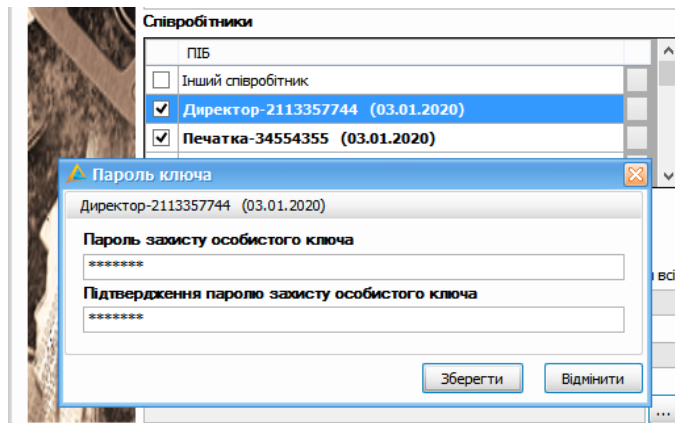 Співробітники
ПІБ
Інший співробітник
Директор-2113357744 (03.01.2020)
Печатка-34554355 (03.01.2020)
Пароль ключа
Директор-2113357744 (03.01.2020)
Пароль захисту особистого ключа
*******
всі
Підтвердження паролю захисту особистого ключа
*******
Зберегти
Відмінити
...